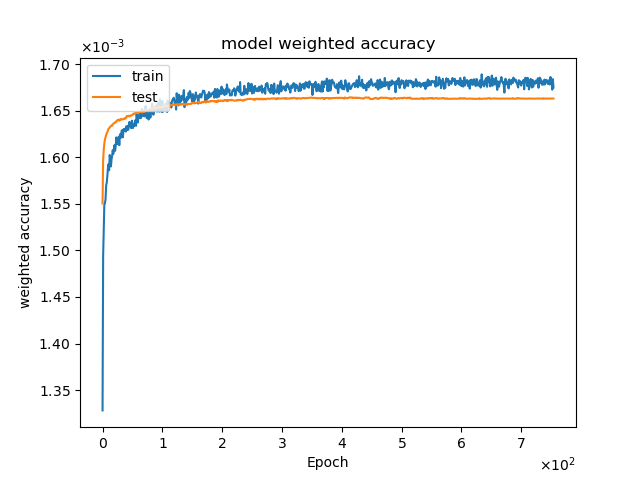 model weighted accuracy
×10⁻³
1.70
1.65
1.60
1.55
1.50
1.45
1.40
1.35
weighted accuracy
train
test
0 1 2 3 4 5 6 7
Epoch
×10²